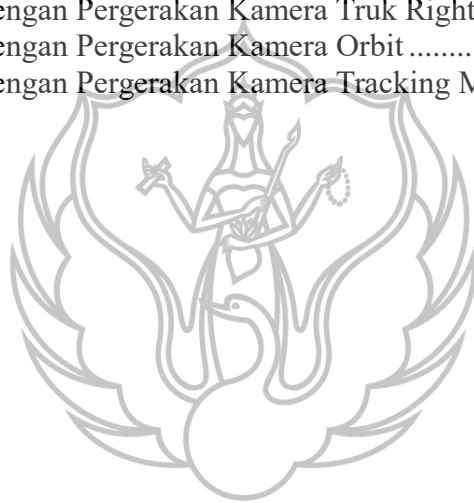 engan Pergerakan Kamera Truk Right
engan Pergerakan Kamera Orbit ........
engan Pergerakan Kamera Tracking M